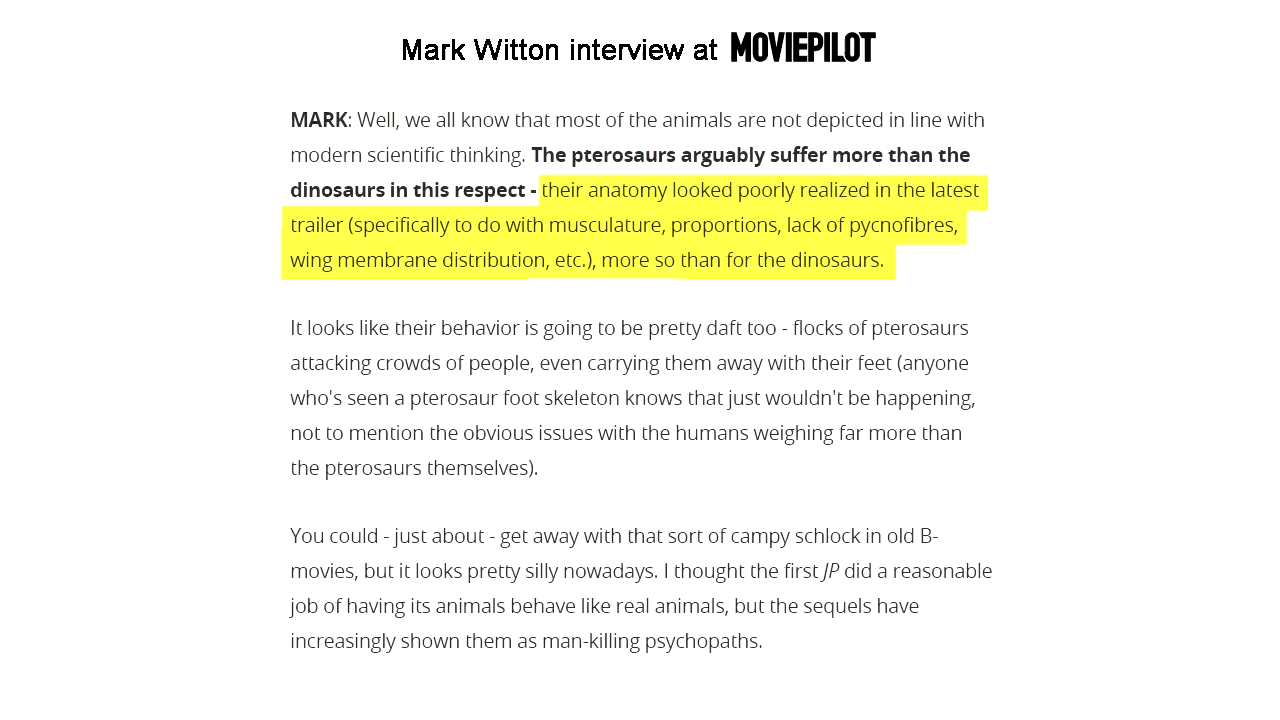 Mark Witton interview at MOVIEPILOT
MARK: Well, we all know that most of the animals are not depicted in line with
modern scientific thinking. The pterosaurs arguably suffer more than the
dinosaurs in this respect - their anatomy looked poorly realized in the latest
trailer (specifically to do with musculature, proportions, lack of pycnofibres,
wing membrane distribution, etc.), more so than for the dinosaurs.
It looks like their behavior is going to be pretty daft too - flocks of pterosaurs
attacking crowds of people, even carrying them away with their feet (anyone
who's seen a pterosaur foot skeleton knows that just wouldn't be happening,
not to mention the obvious issues with the humans weighing far more than
the pterosaurs themselves).
You could - just about - get away with that sort of campy schlock in old B-
movies, but it looks pretty silly nowadays. I thought the first JP did a reasonable
job of having its animals behave like real animals, but the sequels have
increasingly shown them as man-killing psychopaths.